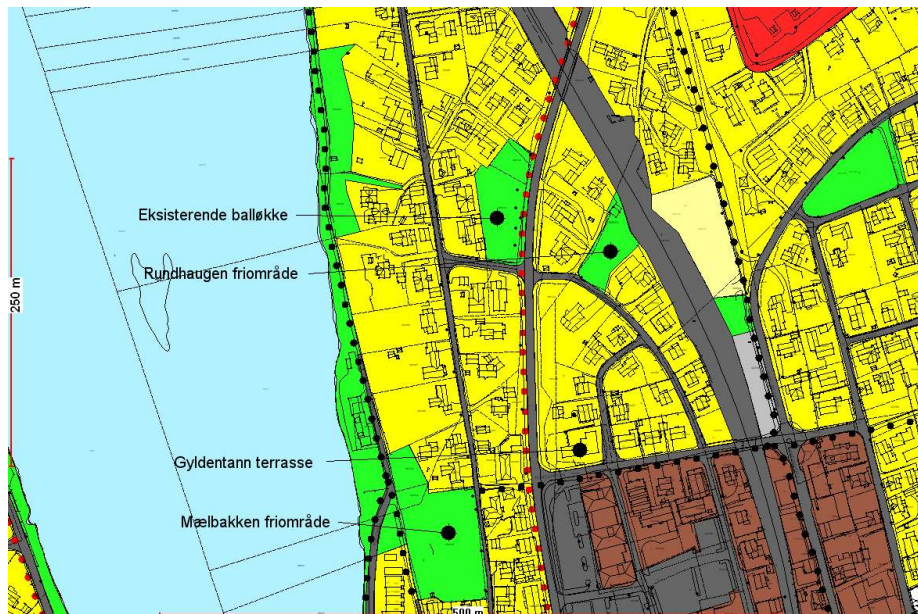 Eksisterende balløkke
Rundhaugen friområde
250 m
Gyldentann terrasse
Mælbakken friområde
500 m